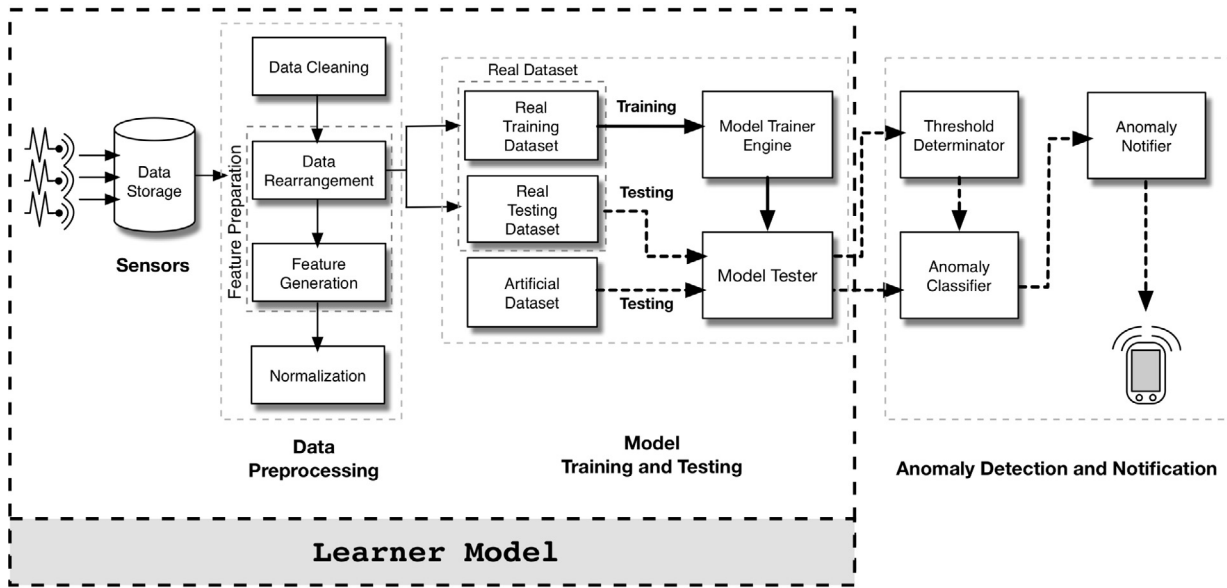 Data
Storage
Sensors
Data Cleaning
Feature Preparation
Data
Rearrangement
Feature
Generation
Normalization
Data
Preprocessing
Real Dataset
Real
Training
Dataset
Real
Testing
Dataset
Artificial
Dataset
Training
Testing
Testing
Model Trainer
Engine
Model Tester
Model
Training and Testing
Threshold
Determinator
Anomaly
Classifier
Anomaly
Notifier
Anomaly Detection and Notification
Learner Model